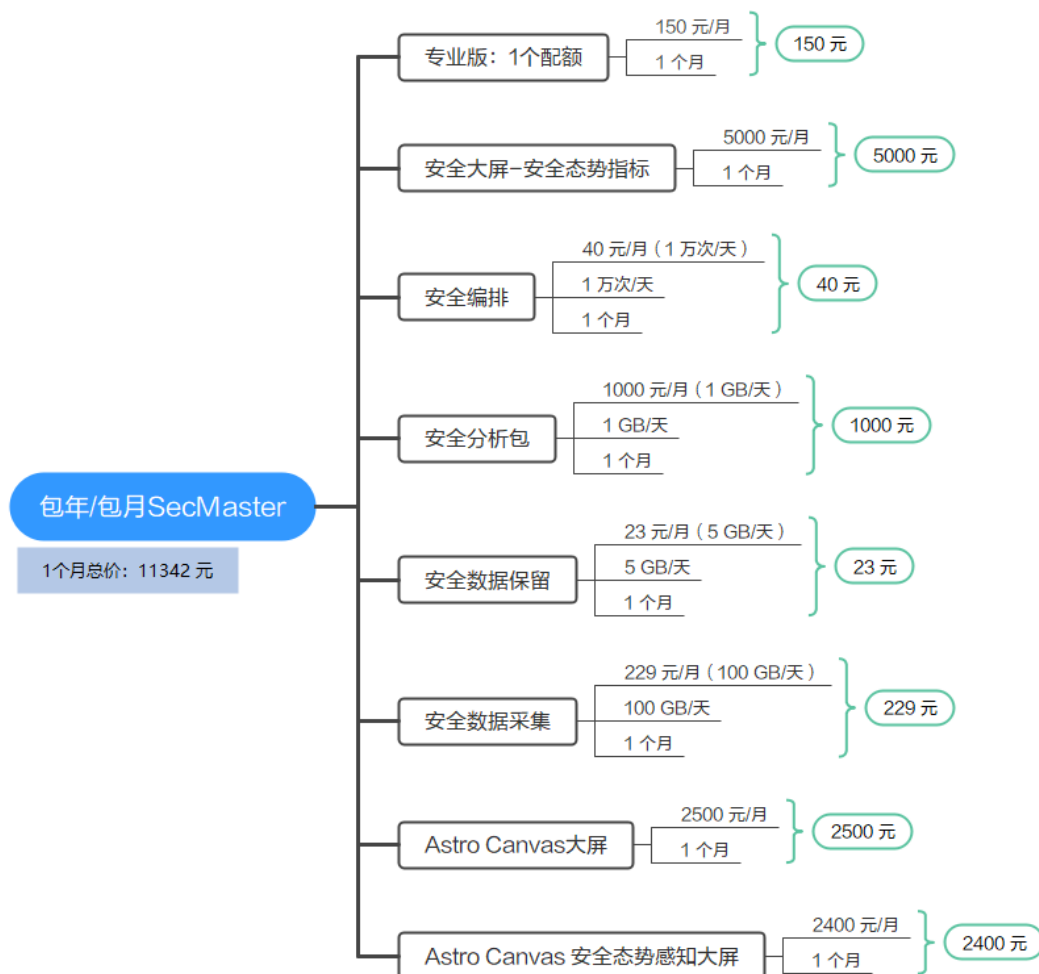 专业版：1个配额
150 元/月
1 个月
150 元
安全大屏-安全态势指标
5000 元/月
1 个月
5000 元
安全编排
40 元/月（1 万次/天）
1 万次/天
1 个月
40 元
安全分析包
1000 元/月（1 GB/天）
1 GB/天
1 个月
1000 元
包年/包月SecMaster
1个月总价：11342 元
安全数据保留
23 元/月（5 GB/天）
5 GB/天
1 个月
23 元
安全数据采集
229 元/月（100 GB/天）
100 GB/天
1 个月
229 元
Astro Canvas大屏
2500 元/月
1 个月
2500 元
Astro Canvas 安全态势感知大屏
2400 元/月
1 个月
2400 元